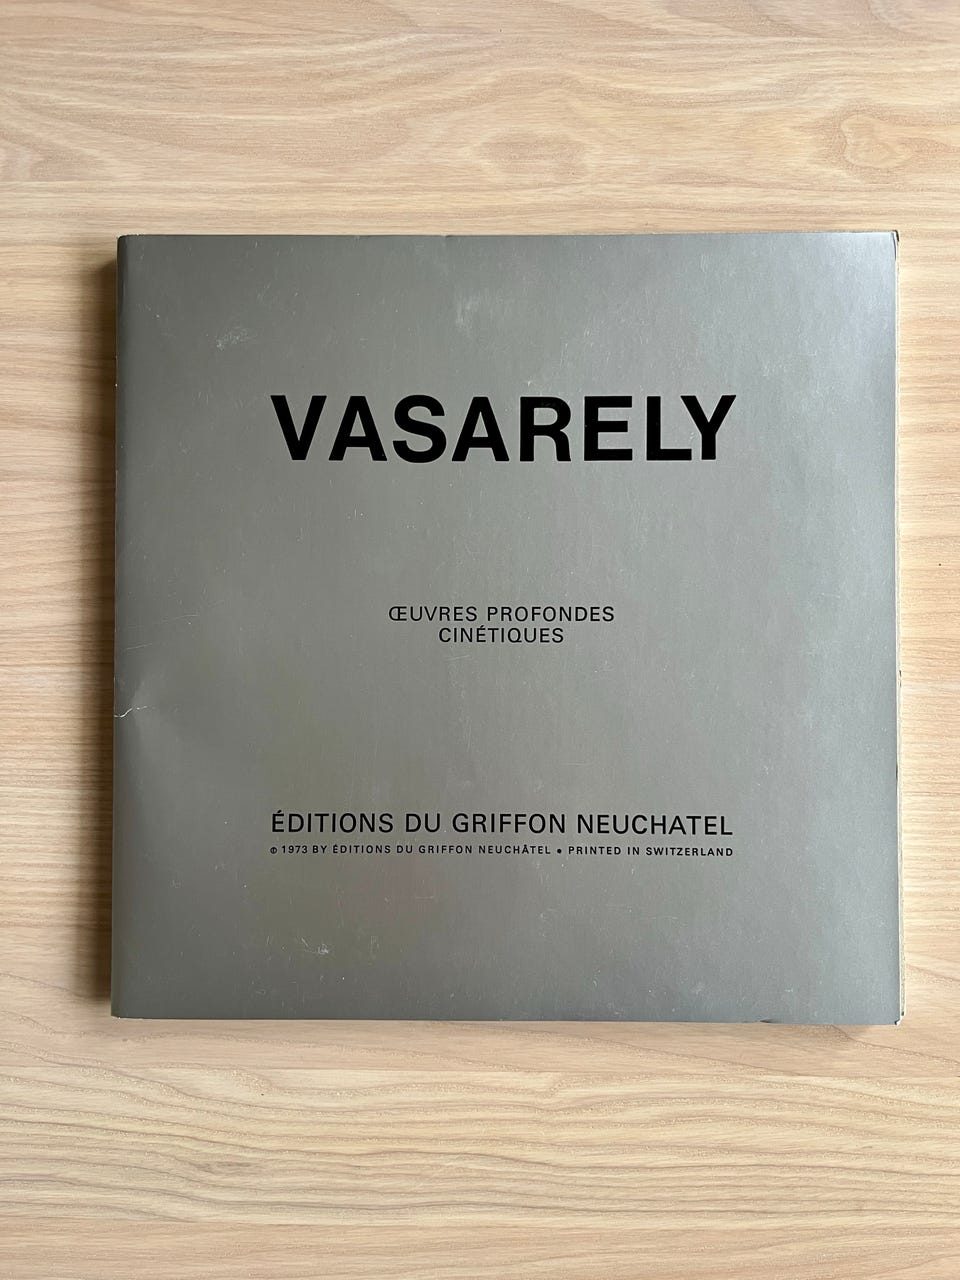 VASARELY
ŒUVRES PROFONDES
CINÉTIQUES
ÉDITIONS DU GRIFFON NEUCHATEL
© 1973 BY ÉDITIONS DU GRIFFON NEUCHÂTEL • PRINTED IN SWITZERLAND